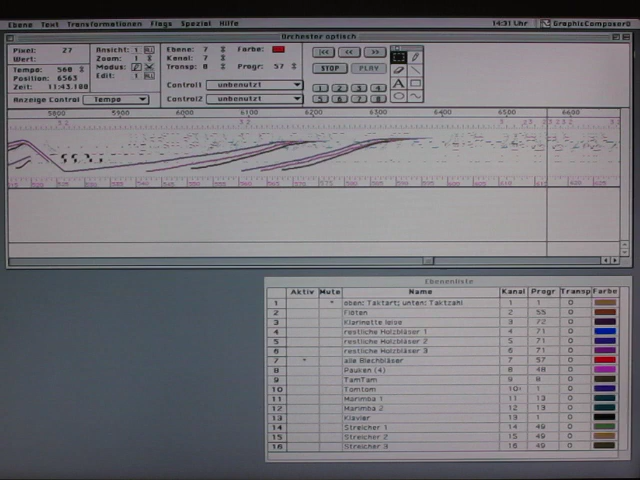 Ebene Text Transformationen Flags Spezial Hilfe 14:31 Uhr GraphixComposer
Orchester optisch
Pixel: 27
Wert:
Tempo: 560
Position: 6563
Zeit: 11:43.180
Anzeige Control Tempo
Ansicht: 1
Zoom: 1
Modus:
Edit: 1
Ebene: 7 Farbe:
Kanal: 7
Transp: 0 Progr: 57
Control1 unbenutzt
Control2 unbenutzt
STOP PLAY
1 2 3 4
5 6 7 8
5800 5900 6000 6100 6200 6300 6400 6500 6600
Ebenenliste
Aktiv Mute Name Kanal Progr Transp Farbe
1 * oben: Taktart; unten: Taktzahl 1 1 0
2 Flöten 2 55 0
3 Klarinette leise 3 72 0
4 restliche Holzbläser 1 4 71 0
5 restliche Holzbläser 2 5 71 0
6 restliche Holzbläser 3 6 71 0
7 * alle Blechbläser 7 57 0
8 Pauken (4) 8 48 0
9 TamTam 9 8 0
10 Tomtom 10 1 0
11 Marimba 1 11 13 0
12 Marimba 2 12 13 0
13 Klavier 13 1 0
14 Streicher 1 14 49 0
15 Streicher 2 15 49 0
16 Streicher 3 16 49 0